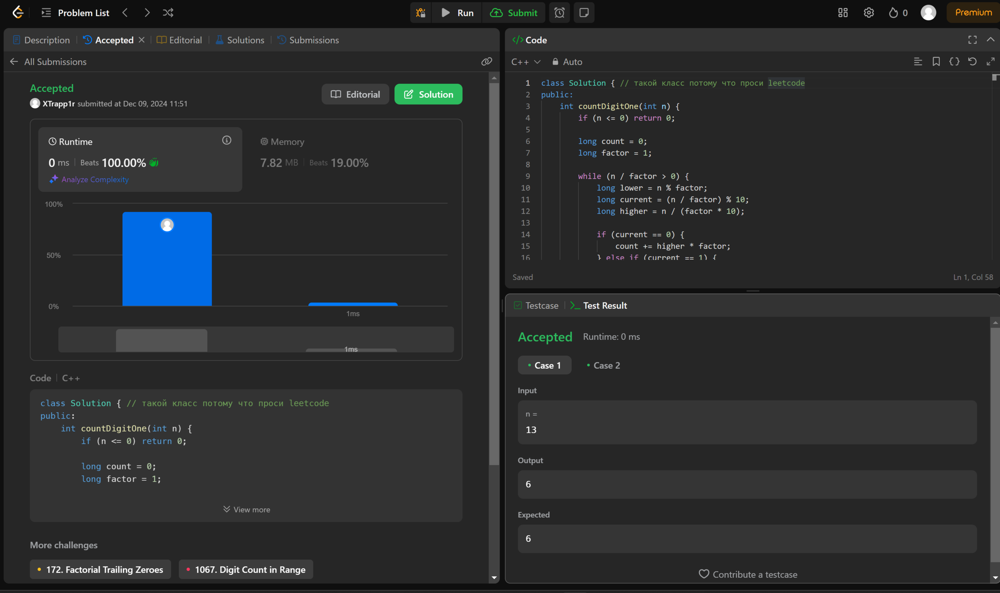 Problem List
Run
Submit
0
Premium
Description
Accepted
Editorial
Solutions
Submissions
All Submissions
Accepted
XTrapp1r submitted at Dec 09, 2024 11:51
Editorial
Solution
Runtime
0 ms Beats 100.00%
Analyze Complexity
Memory
7.82 MB Beats 19.00%
100%
50%
0%
1ms
1ms
Code C++
class Solution { // такой класс потому что проси leetcode
public:
int countDigitOne(int n) {
if (n <= 0) return 0;
long count = 0;
long factor = 1;
View more
More challenges
172. Factorial Trailing Zeroes
1067. Digit Count in Range
</> Code
C++ Auto
1 class Solution { // такой класс потому что проси leetcode
2 public:
3 int countDigitOne(int n) {
4 if (n <= 0) return 0;
5
6 long count = 0;
7 long factor = 1;
8
9 while (n / factor > 0) {
10 long lower = n % factor;
11 long current = (n / factor) % 10;
12 long higher = n / (factor * 10);
13
14 if (current == 0) {
15 count += higher * factor;
16 } else if (current == 1) {
Saved
Ln 1, Col 58
Testcase
Test Result
Accepted Runtime: 0 ms
Case 1
Case 2
Input
n =
13
Output
6
Expected
6
Contribute a testcase